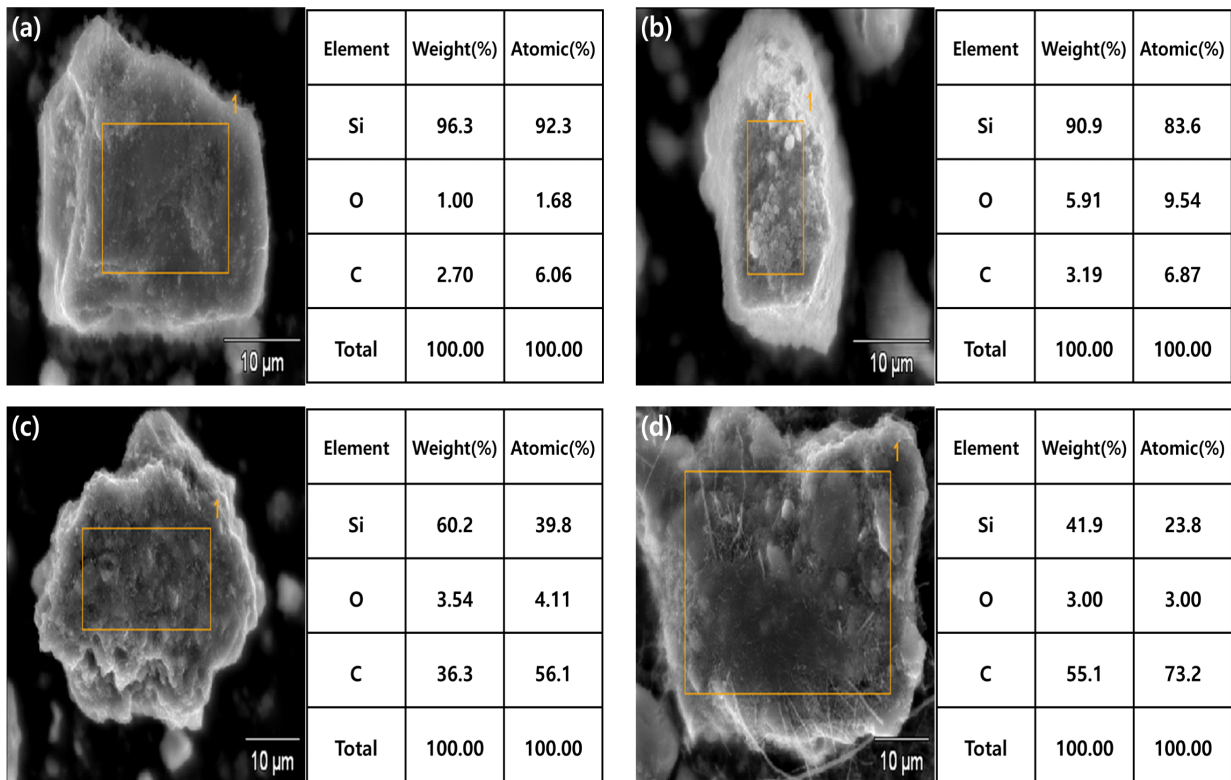 (a)
1
10 µm
Element Weight(%) Atomic(%)
Si 96.3 92.3
O 1.00 1.68
C 2.70 6.06
Total 100.00 100.00
(b)
1
10 µm
Element Weight(%) Atomic(%)
Si 90.9 83.6
O 5.91 9.54
C 3.19 6.87
Total 100.00 100.00
(c)
1
10 µm
Element Weight(%) Atomic(%)
Si 60.2 39.8
O 3.54 4.11
C 36.3 56.1
Total 100.00 100.00
(d)
1
10 µm
Element Weight(%) Atomic(%)
Si 41.9 23.8
O 3.00 3.00
C 55.1 73.2
Total 100.00 100.00